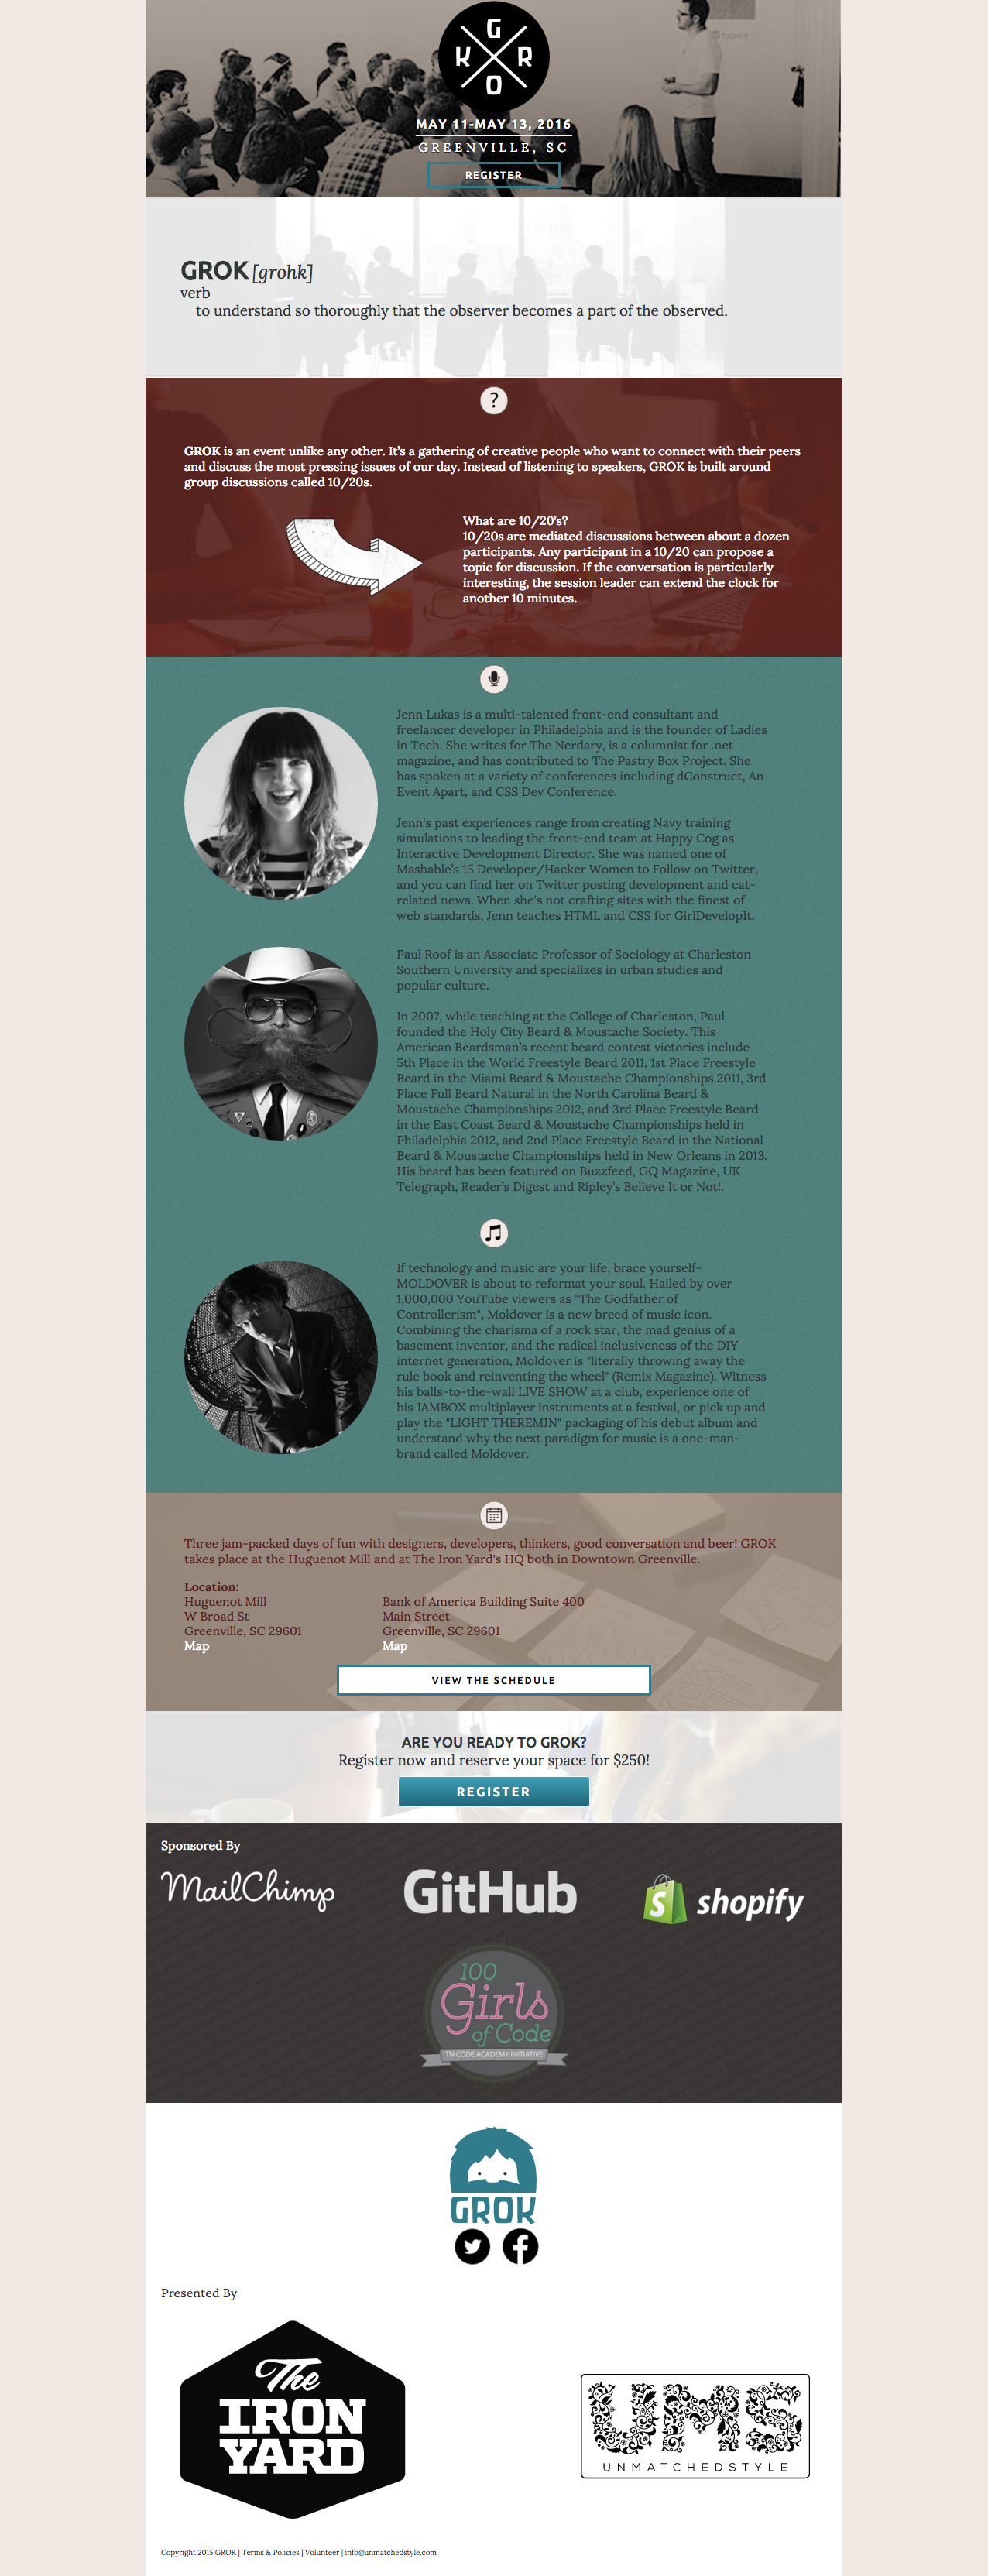 G
K R
O
MAY 11-MAY 13, 2016
GREENVILLE, SC
REGISTER
GROK [grohk]
verb
to understand so thoroughly that the observer becomes a part of the observed.
?
GROK is an event unlike any other. It's a gathering of creative people who want to connect with their peers
and discuss the most pressing issues of our day. Instead of listening to speakers, GROK is built around
group discussions called 10/20s.
What are 10/20's?
10/20s are mediated discussions between about a dozen
participants. Any participant in a 10/20 can propose a
topic for discussion. If the conversation is particularly
interesting, the session leader can extend the clock for
another 10 minutes.
Jenn Lukas is a multi-talented front-end consultant and
freelancer developer in Philadelphia and is the founder of Ladies
in Tech. She writes for The Nerdary, is a columnist for .net
magazine, and has contributed to The Pastry Box Project. She
has spoken at a variety of conferences including dConstruct, An
Event Apart, and CSS Dev Conference.
Jenn's past experiences range from creating Navy training
simulations to leading the front-end team at Happy Cog as
Interactive Development Director. She was named one of
Mashable's 15 Developer/Hacker Women to Follow on Twitter,
and you can find her on Twitter posting development and cat-
related news. When she's not crafting sites with the finest of
web standards, Jenn teaches HTML and CSS for GirlDevelopIt.
Paul Roof is an Associate Professor of Sociology at Charleston
Southern University and specializes in urban studies and
popular culture.
In 2007, while teaching at the College of Charleston, Paul
founded the Holy City Beard & Moustache Society. This
American Beardsman's recent beard contest victories include
5th Place in the World Freestyle Beard 2011, 1st Place Freestyle
Beard in the Miami Beard & Moustache Championships 2011, 3rd
Place Full Beard Natural in the North Carolina Beard &
Moustache Championships 2012, and 3rd Place Freestyle Beard
in the East Coast Beard & Moustache Championships held in
Philadelphia 2012, and 2nd Place Freestyle Beard in the National
Beard & Moustache Championships held in New Orleans in 2013.
His beard has been featured on Buzzfeed, GQ Magazine, UK
Telegraph, Reader's Digest and Ripley's Believe It or Not!.
If technology and music are your life, brace yourself-
MOLDOVER is about to reformat your soul. Hailed by over
1,000,000 YouTube viewers as "The Godfather of
Controllerism", Moldover is a new breed of music icon.
Combining the charisma of a rock star, the mad genius of a
basement inventor, and the radical inclusiveness of the DIY
internet generation, Moldover is "literally throwing away the
rule book and reinventing the wheel" (Remix Magazine). Witness
his balls-to-the-wall LIVE SHOW at a club, experience one of
his JAMBOX multiplayer instruments at a festival, or pick up and
play the "LIGHT THEREMIN" packaging of his debut album and
understand why the next paradigm for music is a one-man-
brand called Moldover.
Three jam-packed days of fun with designers, developers, thinkers, good conversation and beer! GROK
takes place at the Huguenot Mill and at The Iron Yard's HQ both in Downtown Greenville.
Location:
Huguenot Mill
W Broad St
Greenville, SC 29601
Map
Bank of America Building Suite 400
Main Street
Greenville, SC 29601
Map
VIEW THE SCHEDULE
ARE YOU READY TO GROK?
Register now and reserve your space for $250!
REGISTER
Sponsored By
MailChimp
GitHub
S shopify
100
Girls
of Code
TN CODE ACADEMY INITIATIVE
GROK
Presented By
The
IRON
YARD
UMS
UNMATCHEDSTYLE
Copyright 2015 GROK | Terms & Policies | Volunteer | info@unmatchedstyle.com